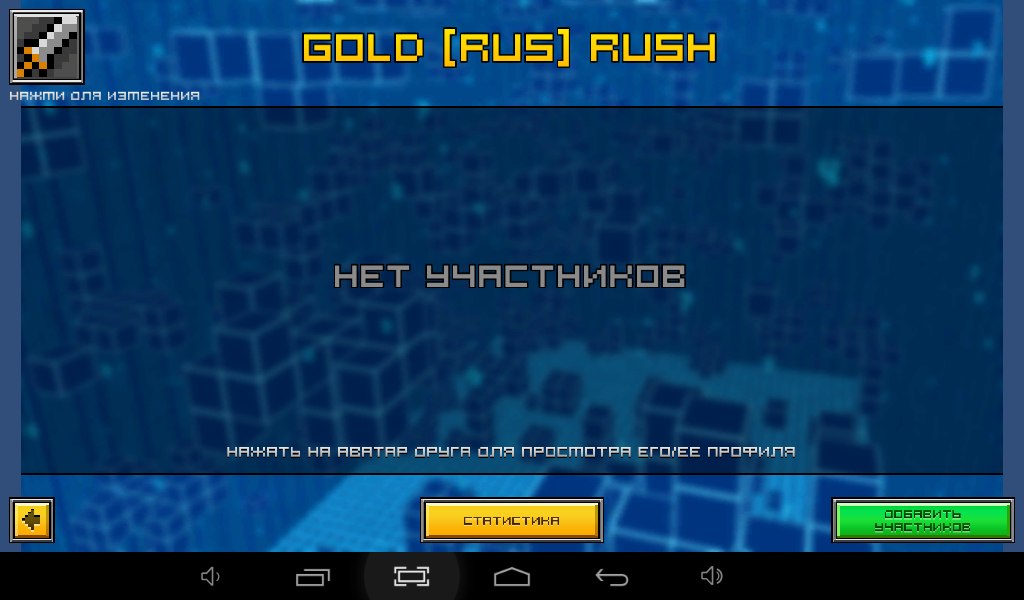 GOLD [RUS] RUSH
НАЖМИ ДЛЯ ИЗМЕНЕНИЯ
НЕТ УЧАСТНИКОВ
НАЖАТЬ НА АВАТАР ДРУГА ДЛЯ ПРОСМОТРА ЕГО/ЕЕ ПРОФИЛЯ
СТАТИСТИКА
ДОБАВИТЬ
УЧАСТНИКОВ